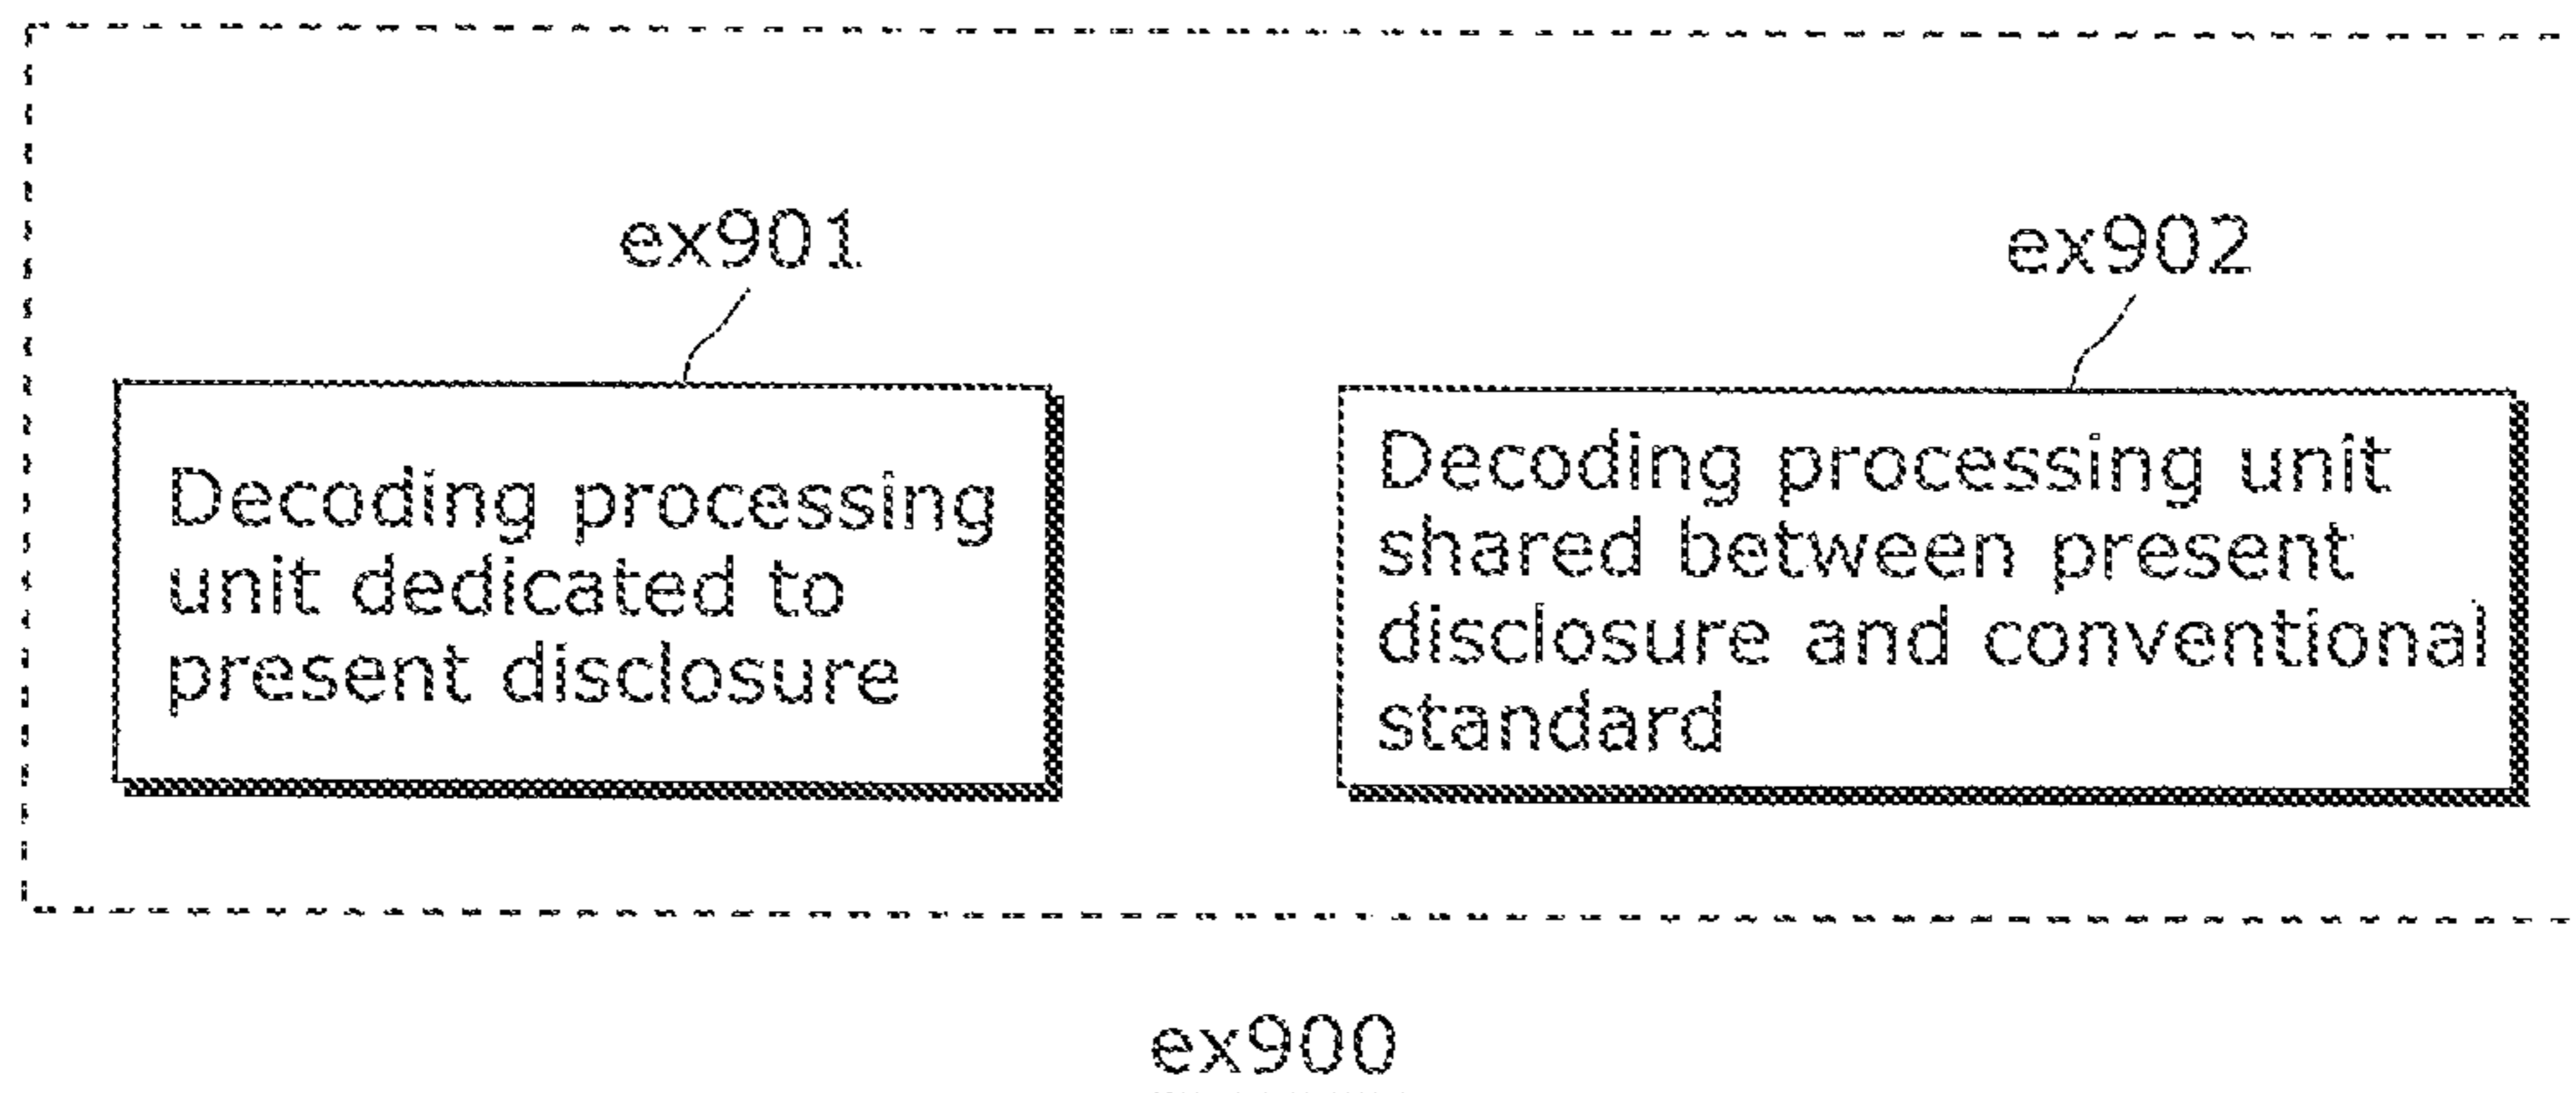 ex901
ex902
Decoding processing
unit dedicated to
present disclosure
Decoding processing unit
shared between present
disclosure and conventional
standard
ex900